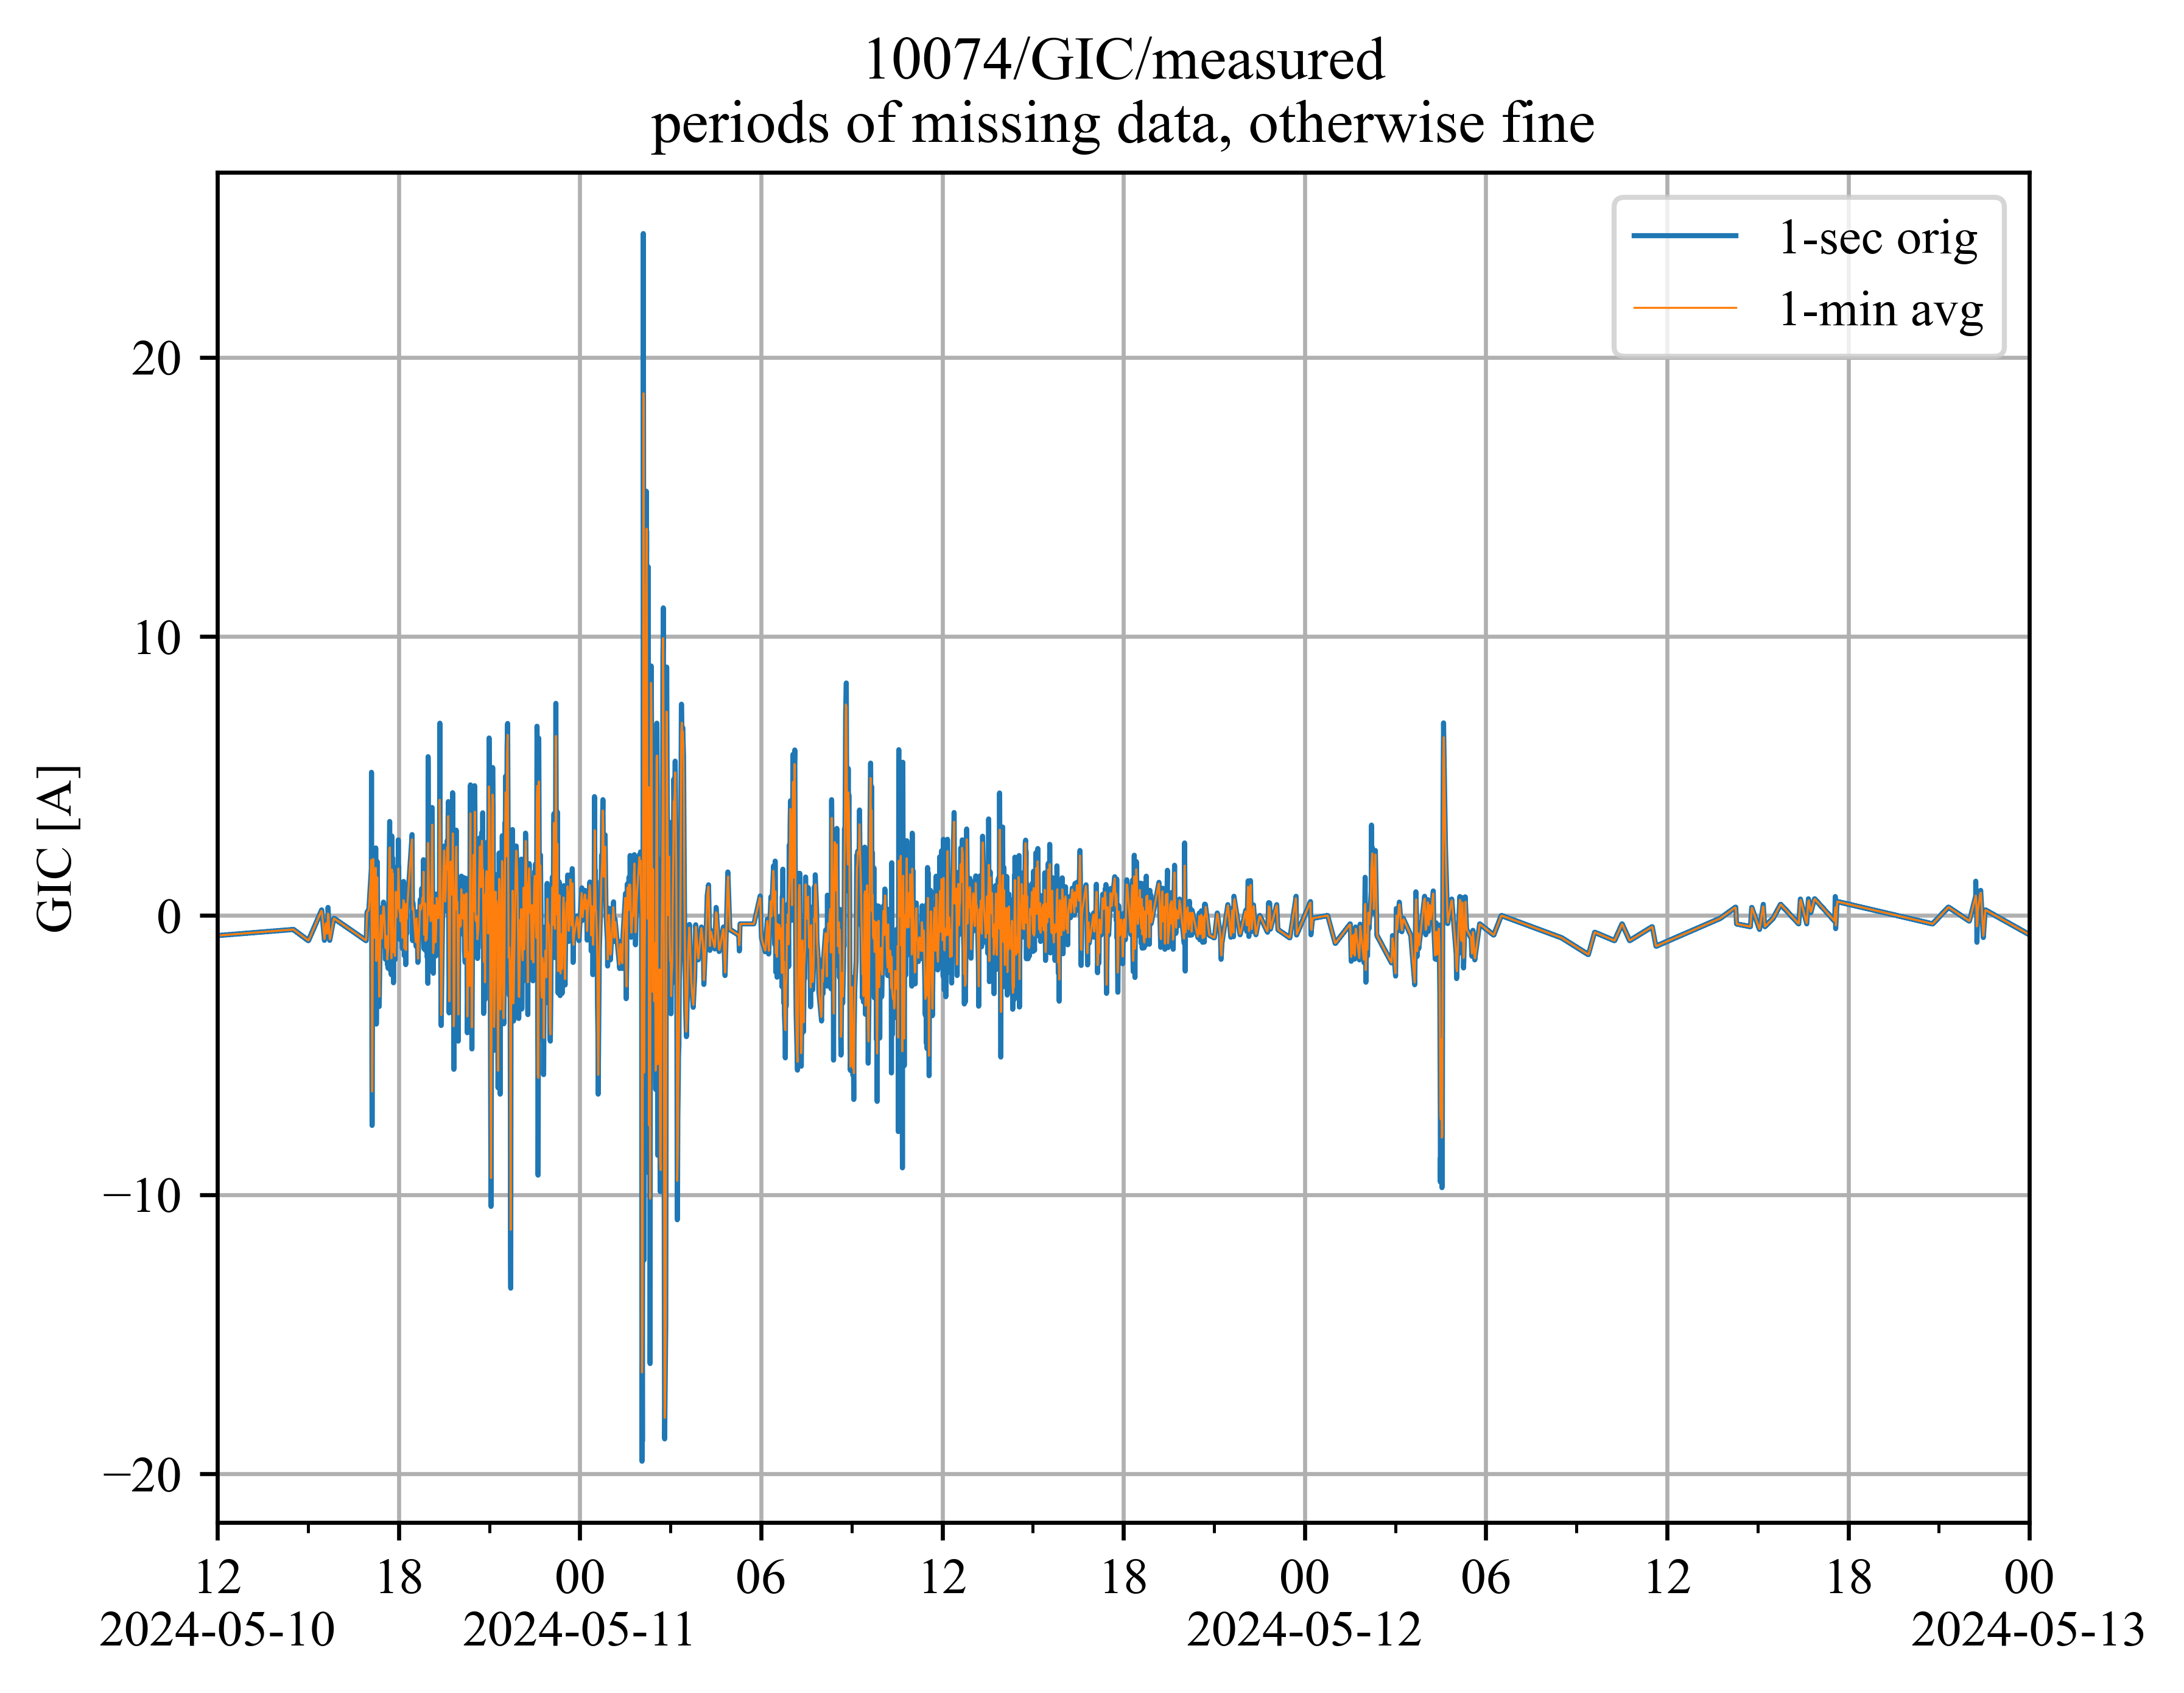 10074/GIC/measured
periods of missing data, otherwise fine
1-sec orig
1-min avg
GIC [A]
20
10
0
−10
−20
12 18 00 06 12 18 00 06 12 18 00
2024-05-10 2024-05-11 2024-05-12 2024-05-13